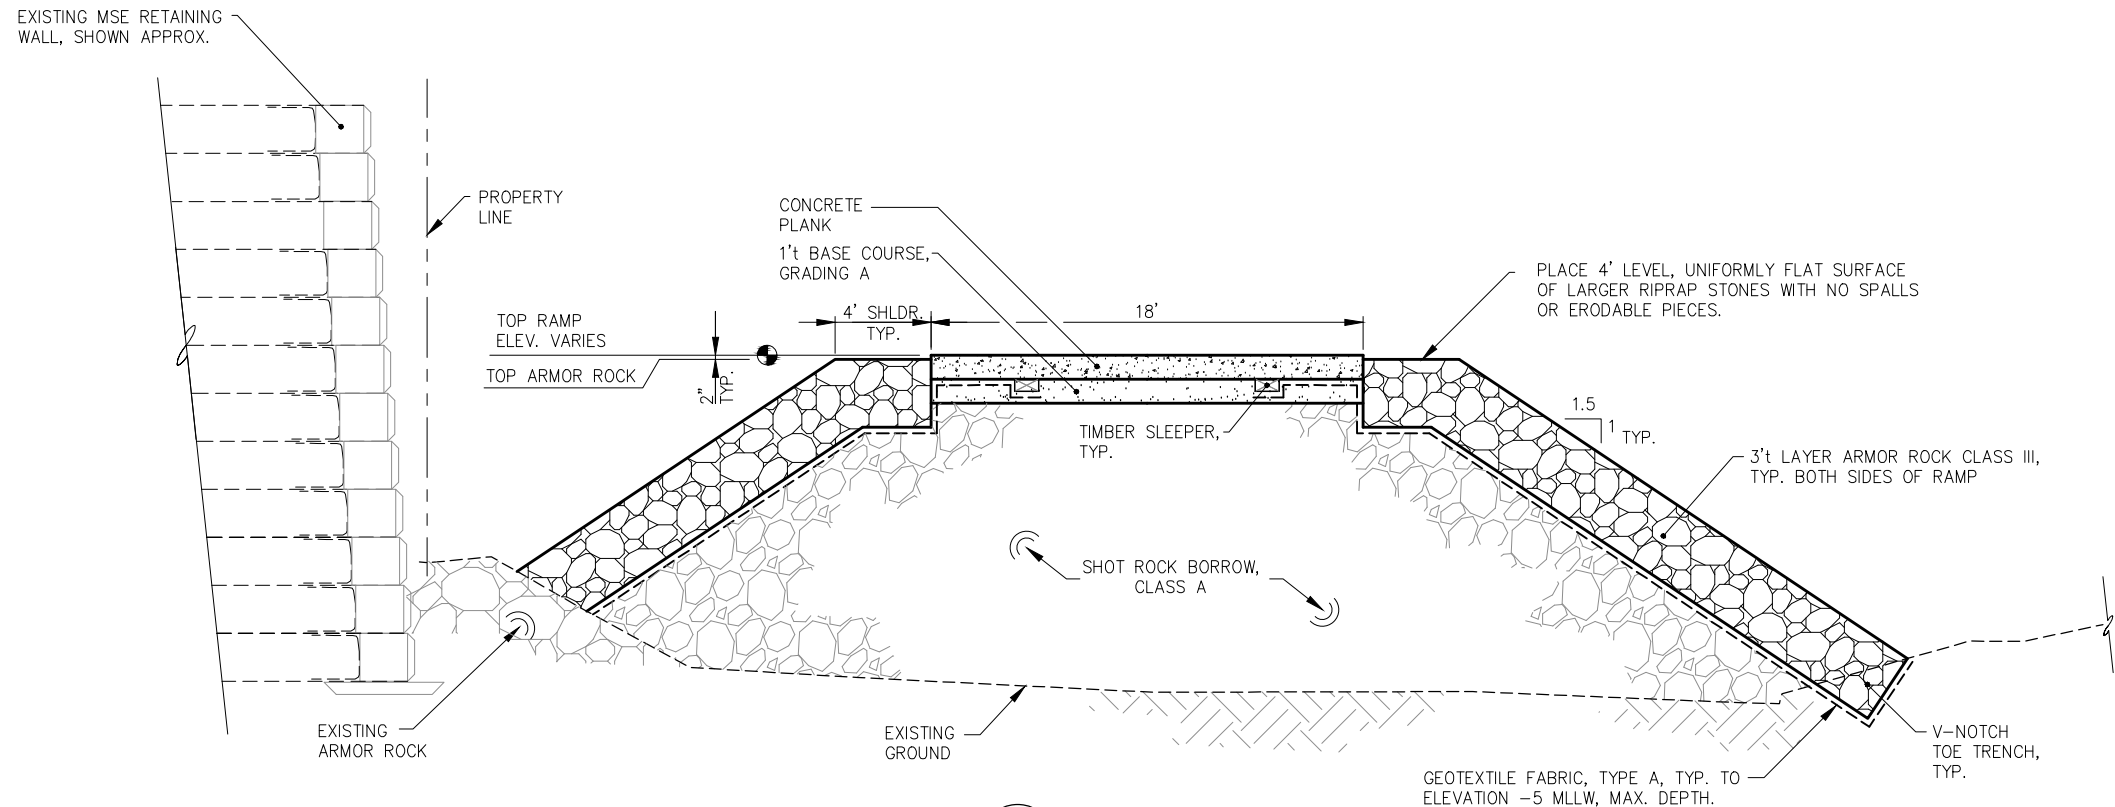 EXISTING MSE RETAINING
WALL, SHOWN APPROX.
PROPERTY
LINE
CONCRETE
PLANK
1't BASE COURSE,
GRADING A
PLACE 4' LEVEL, UNIFORMLY FLAT SURFACE
OF LARGER RIPRAP STONES WITH NO SPALLS
OR ERODABLE PIECES.
TOP RAMP
ELEV. VARIES
4' SHLDR.
TYP.
18'
TOP ARMOR ROCK
2"
TYP.
1.5
1
TYP.
TIMBER SLEEPER,
TYP.
3't LAYER ARMOR ROCK CLASS III,
TYP. BOTH SIDES OF RAMP
SHOT ROCK BORROW,
CLASS A
EXISTING
ARMOR ROCK
EXISTING
GROUND
V-NOTCH
TOE TRENCH,
TYP.
GEOTEXTILE FABRIC, TYPE A, TYP. TO
ELEVATION -5 MLLW, MAX. DEPTH.